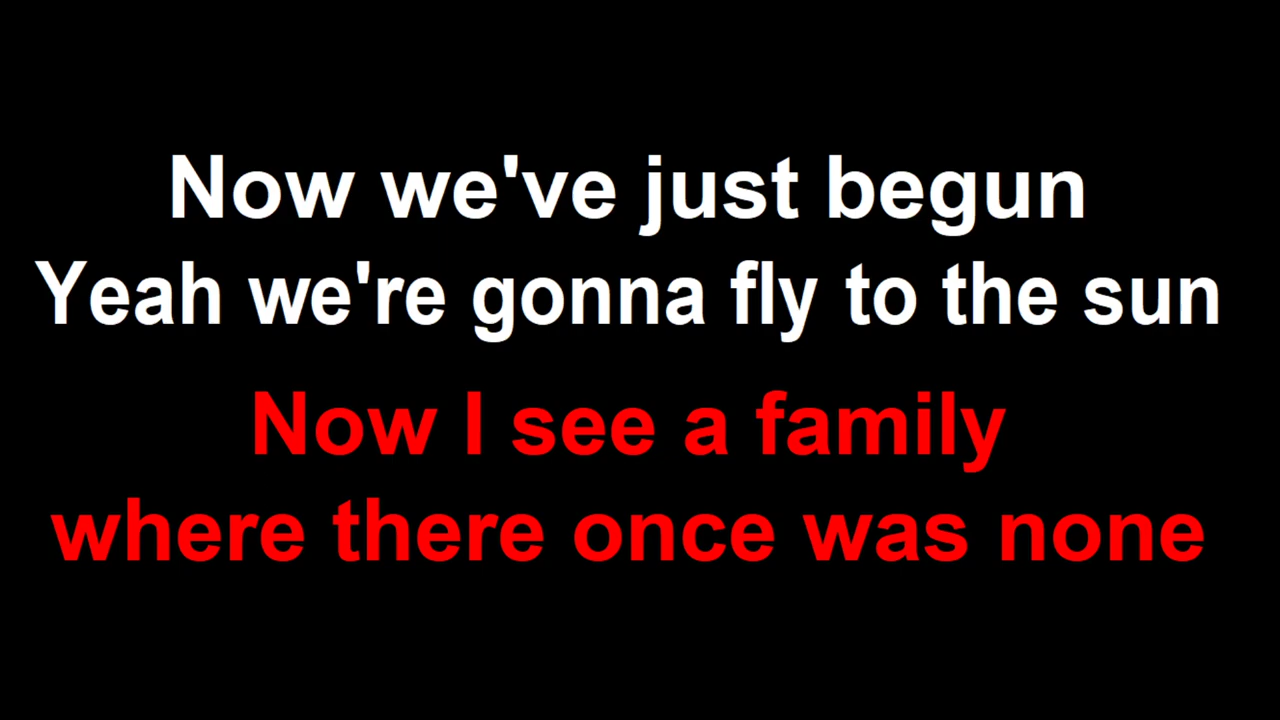 Now we've just begun
Yeah we're gonna fly to the sun
Now I see a family
where there once was none